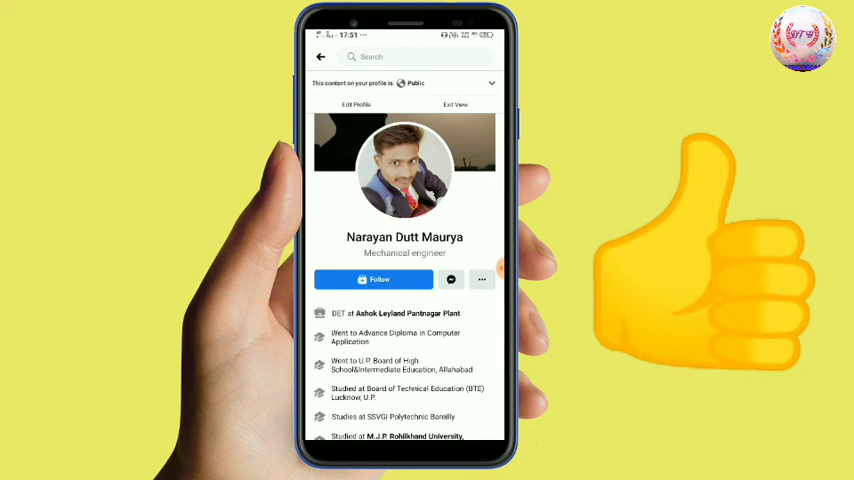 17:51
Search
This content on your profile is: Public
Edit Profile
Exit View
Narayan Dutt Maurya
Mechanical engineer
Follow
DET at Ashok Leyland Pantnagar Plant
Went to Advance Diploma in Computer
Application
Went to U.P. Board of High
School&Intermediate Education, Allahabad
Studied at Board of Technical Education (BTE)
Lucknow, U.P.
Studies at SSVGI Polytechnic Bareilly
Studied at M.J.P. Rohilkhand University,
DTH